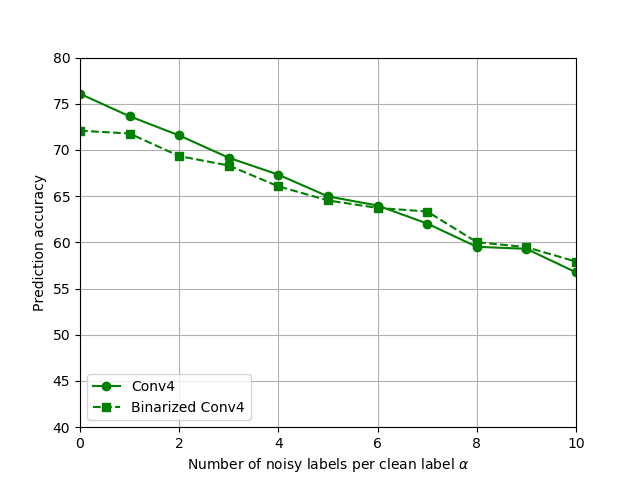 80
75
70
65
60
55
50
45
40
Prediction accuracy
Conv4
Binarized Conv4
0 2 4 6 8 10
Number of noisy labels per clean label α